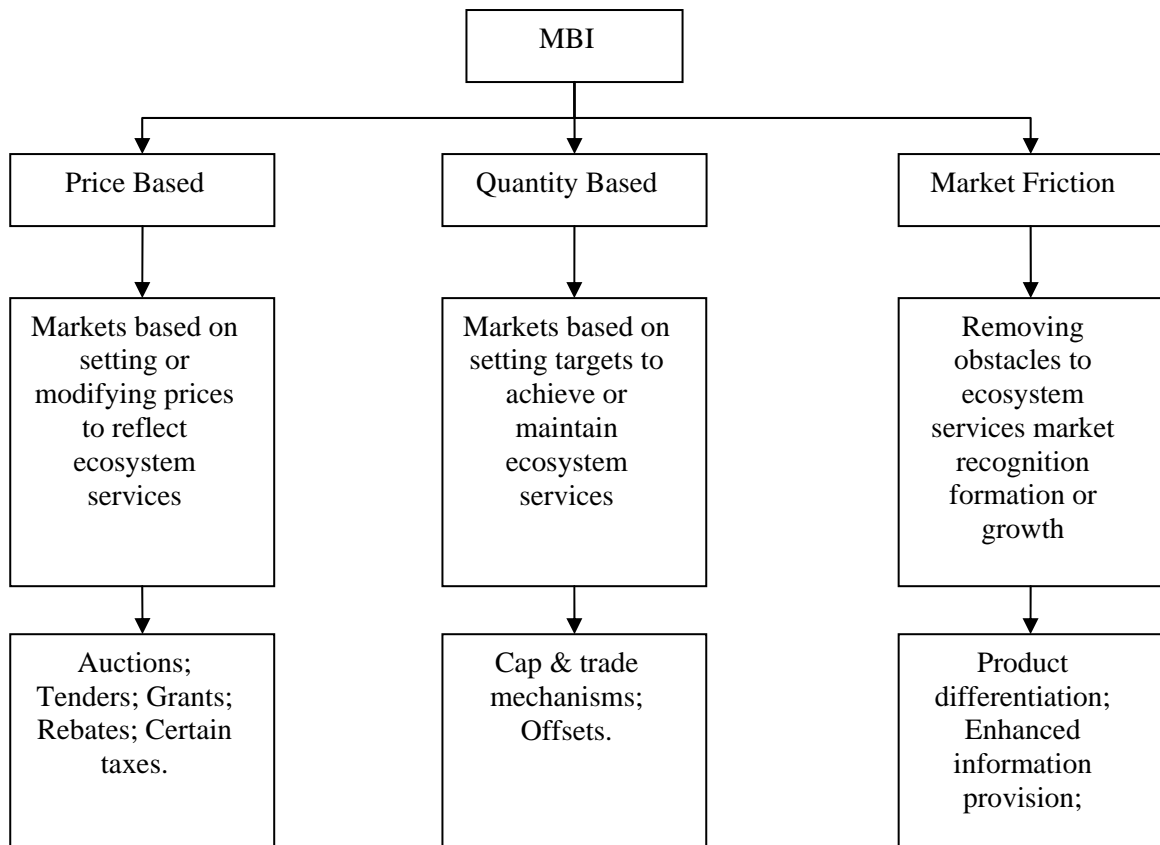 MBI
Price Based
Quantity Based
Market Friction
Markets based on
setting or
modifying prices
to reflect
ecosystem
services
Markets based on
setting targets to
achieve or
maintain
ecosystem
services
Removing
obstacles to
ecosystem
services market
recognition
formation or
growth
Auctions;
Tenders; Grants;
Rebates; Certain
taxes.
Cap & trade
mechanisms;
Offsets.
Product
differentiation;
Enhanced
information
provision;